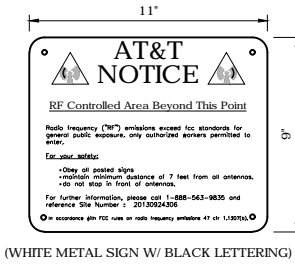 11"
AT&T
NOTICE
RF Controlled Area Beyond This Point
Radio frequency ("RF") emissions exceed fcc standards for
general public exposure, only authorized workers permitted to
enter.
For your safety:
•Obey all posted signs
•maintain minimum dustance of 7 feet from all antennas.
•do not stop in front of antennas.
For further information, please call 1-888-563-9835 and
reference Site Number : 20130924306
In accordance with FCC rules on radio frequency emissions 47 cfr 1.1307(b).
9"
(WHITE METAL SIGN W/ BLACK LETTERING)